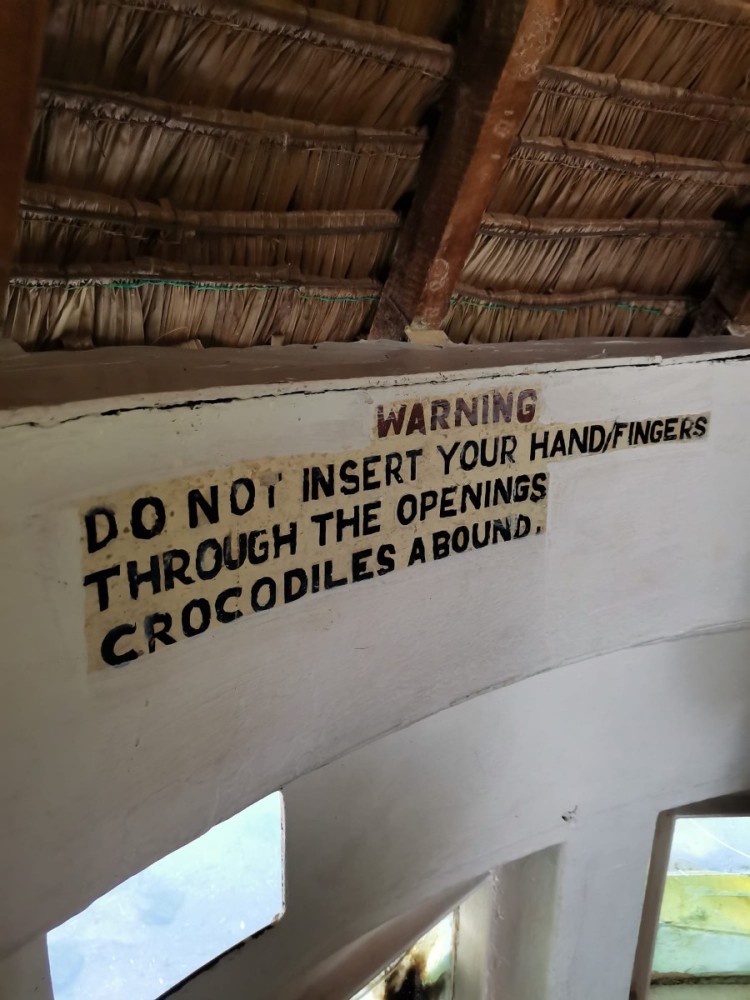 WARNING
DO NOT INSERT YOUR HAND/FINGERS
THROUGH THE OPENINGS
CROCODILES ABOUND.